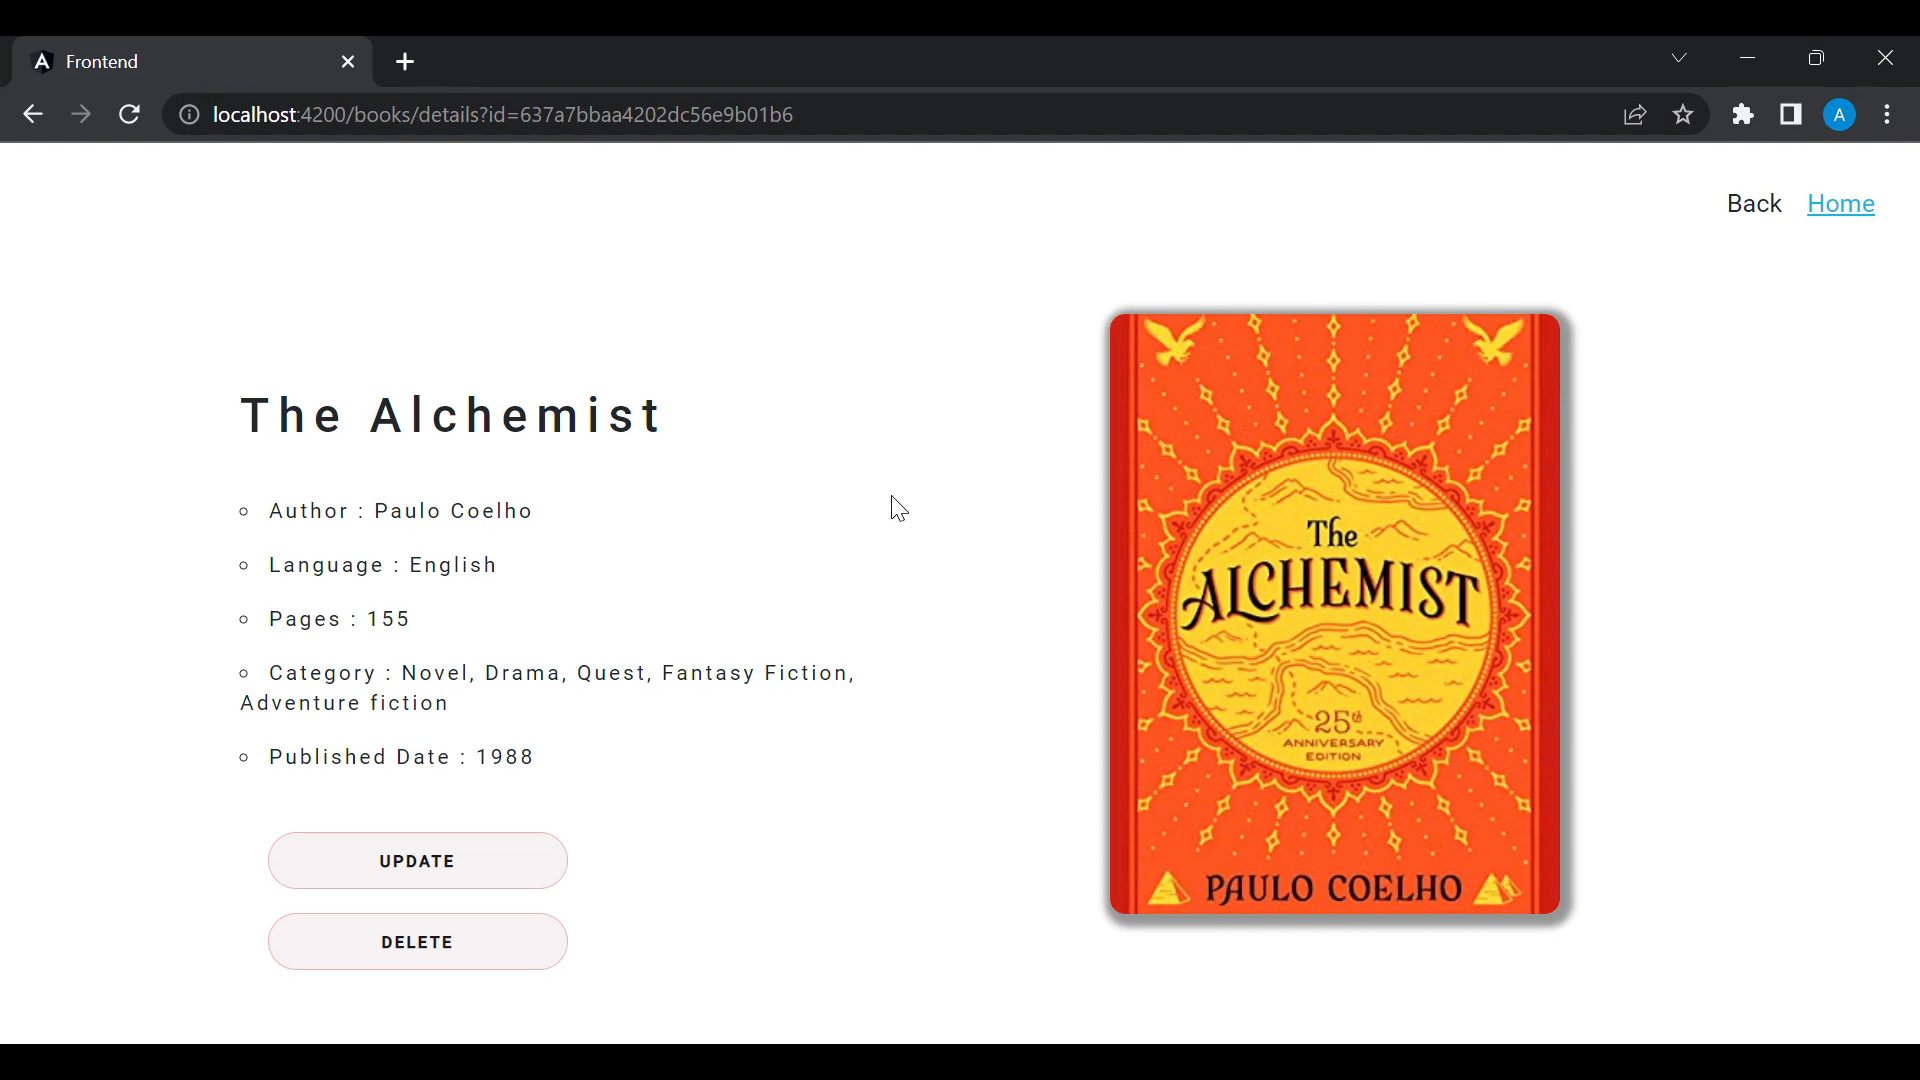 Frontend
localhost:4200/books/details?id=637a7bbaa4202dc56e9b01b6
A
Back Home
The Alchemist
Author : Paulo Coelho
Language : English
Pages : 155
Category : Novel, Drama, Quest, Fantasy Fiction,
Adventure fiction
Published Date : 1988
UPDATE
DELETE
The
ALCHEMIST
25th
ANNIVERSARY
EDITION
PAULO COELHO